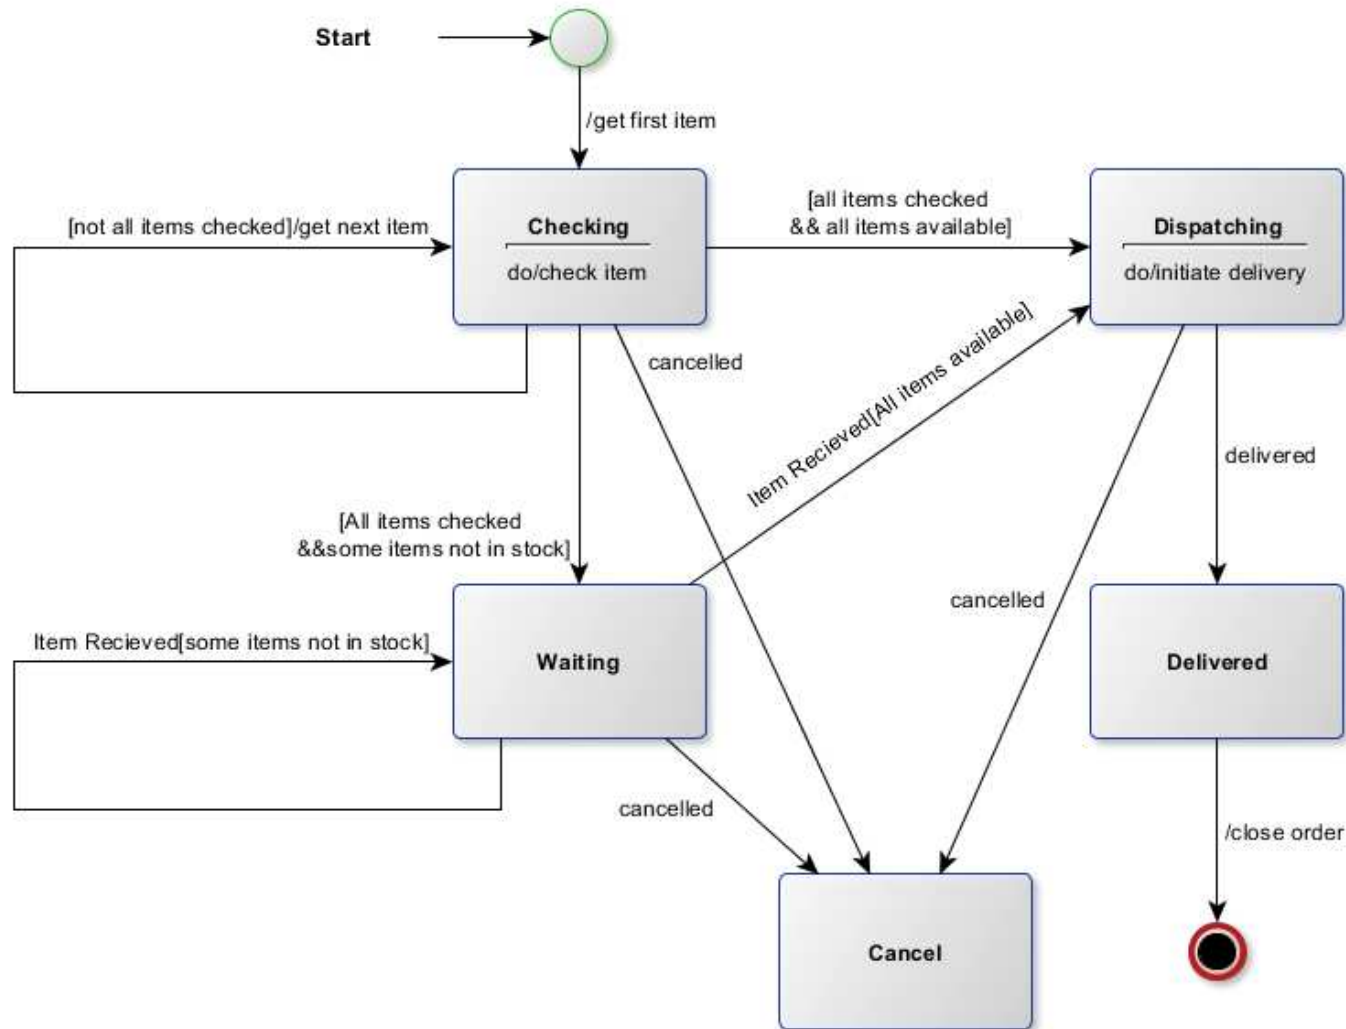 Start
/get first item
[not all items checked]/get next item
Checking
do/check item
[all items checked
&& all items available]
Dispatching
do/initiate delivery
cancelled
Item Recieved[All items available]
delivered
[All items checked
&&some items not in stock]
cancelled
Item Recieved[some items not in stock]
Waiting
Delivered
cancelled
/close order
Cancel